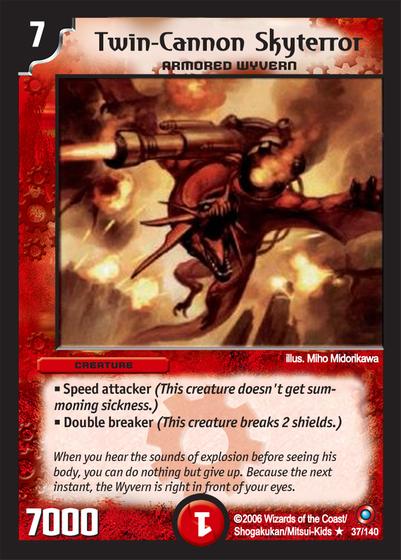 7
Twin-Cannon Skyterror
ARMORED WYVERN
illus. Miho Midorikawa
CREATURE
▪ Speed attacker (This creature doesn't get sum-
moning sickness.)
▪ Double breaker (This creature breaks 2 shields.)
When you hear the sounds of explosion before seeing his
body, you can do nothing but give up. Because the next
instant, the Wyvern is right in front of your eyes.
7000
1
©2006 Wizards of the Coast/
Shogakukan/Mitsui-Kids ★ 37/140